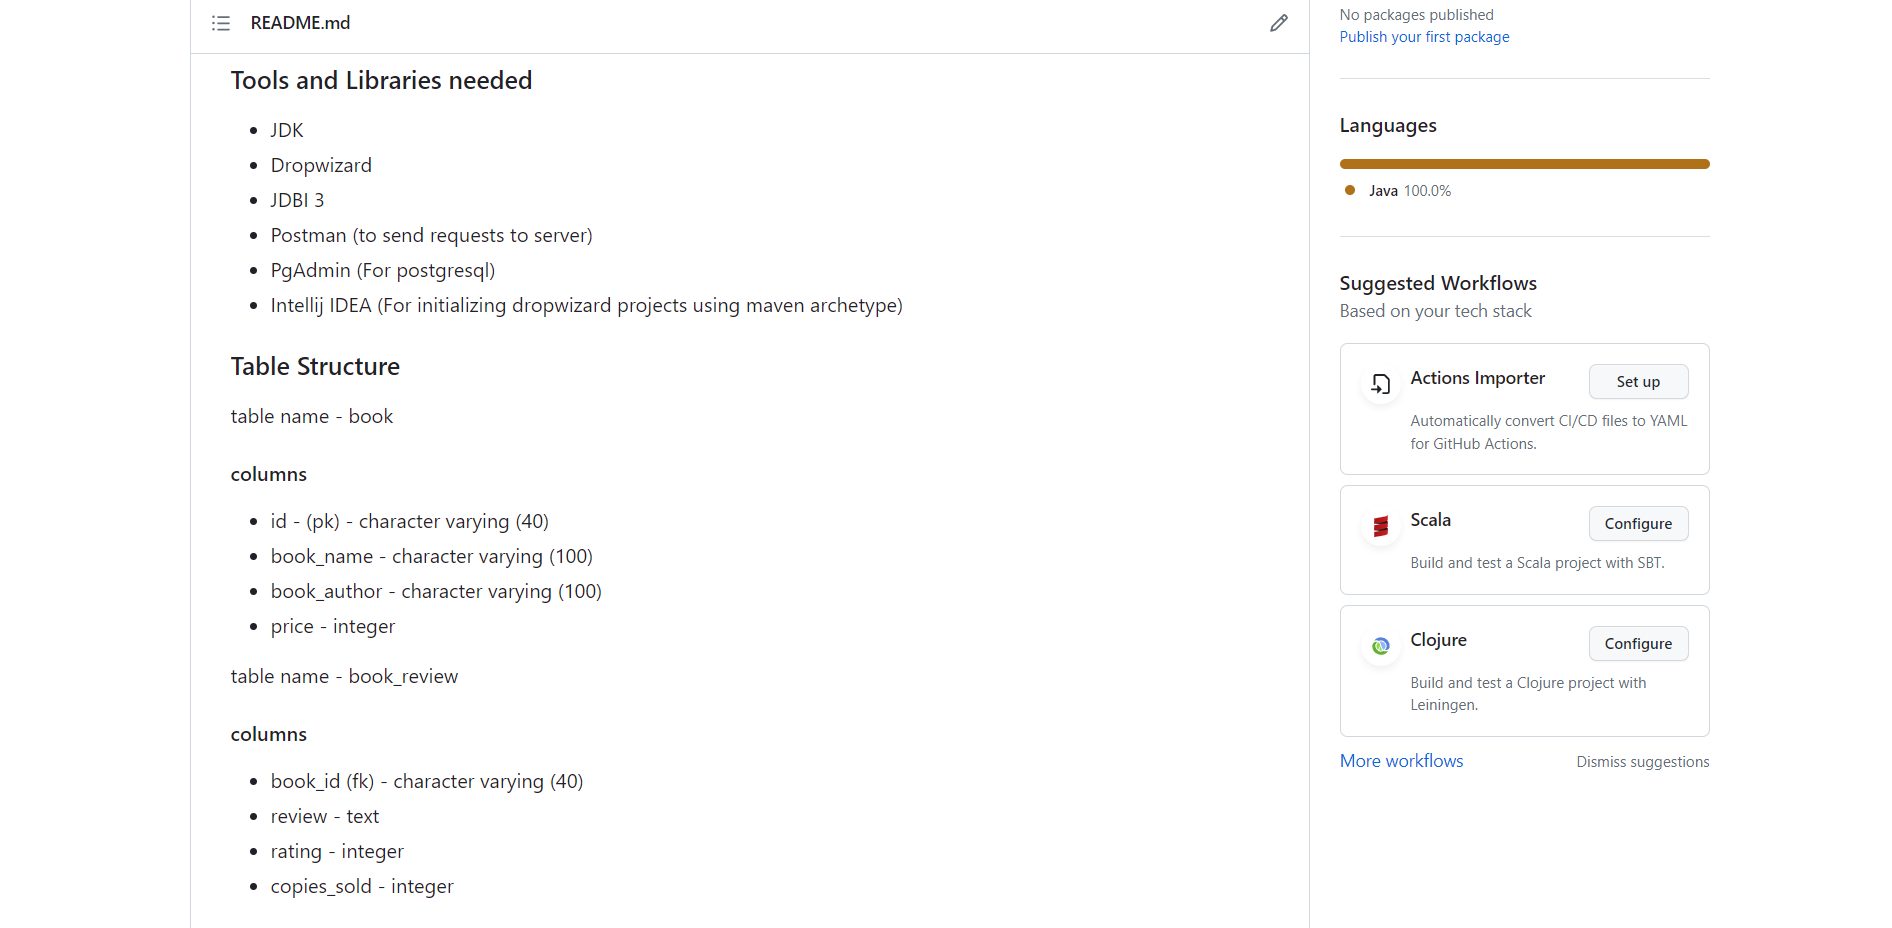 README.md
Tools and Libraries needed
JDK
Dropwizard
JDBI 3
Postman (to send requests to server)
PgAdmin (For postgresql)
Intellij IDEA (For initializing dropwizard projects using maven archetype)
Table Structure
table name - book
columns
id - (pk) - character varying (40)
book_name - character varying (100)
book_author - character varying (100)
price - integer
table name - book_review
columns
book_id (fk) - character varying (40)
review - text
rating - integer
copies_sold - integer
No packages published
Publish your first package
Languages
Java 100.0%
Suggested Workflows
Based on your tech stack
Actions Importer
Set up
Automatically convert CI/CD files to YAML
for GitHub Actions.
Scala
Configure
Build and test a Scala project with SBT.
Clojure
Configure
Build and test a Clojure project with
Leiningen.
More workflows
Dismiss suggestions